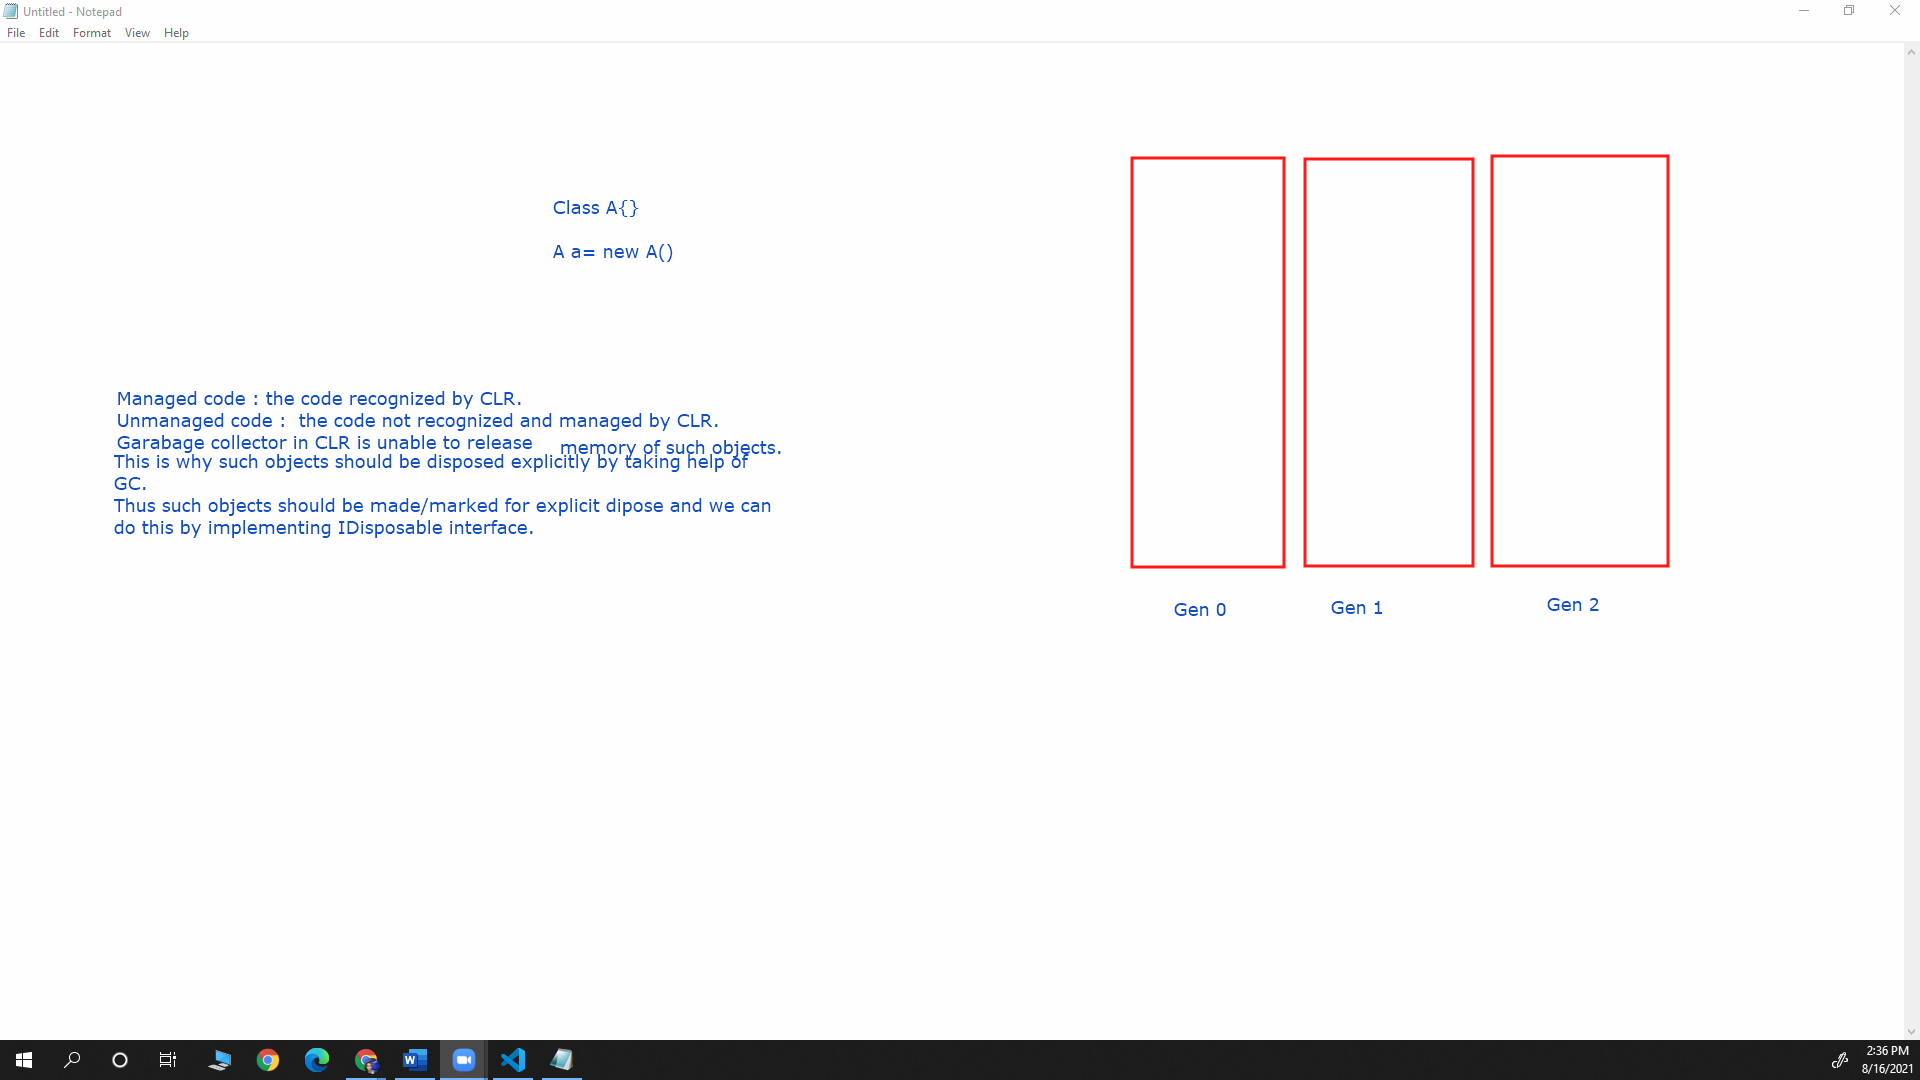 Untitled - Notepad
File Edit Format View Help
Class A{}
A a= new A()
Managed code : the code recognized by CLR.
Unmanaged code :  the code not recognized and managed by CLR.
Garabage collector in CLR is unable to release memory of such objects.
This is why such objects should be disposed explicitly by taking help of
GC.
Thus such objects should be made/marked for explicit dipose and we can
do this by implementing IDisposable interface.
Gen 0 Gen 1 Gen 2
2:36 PM
8/16/2021